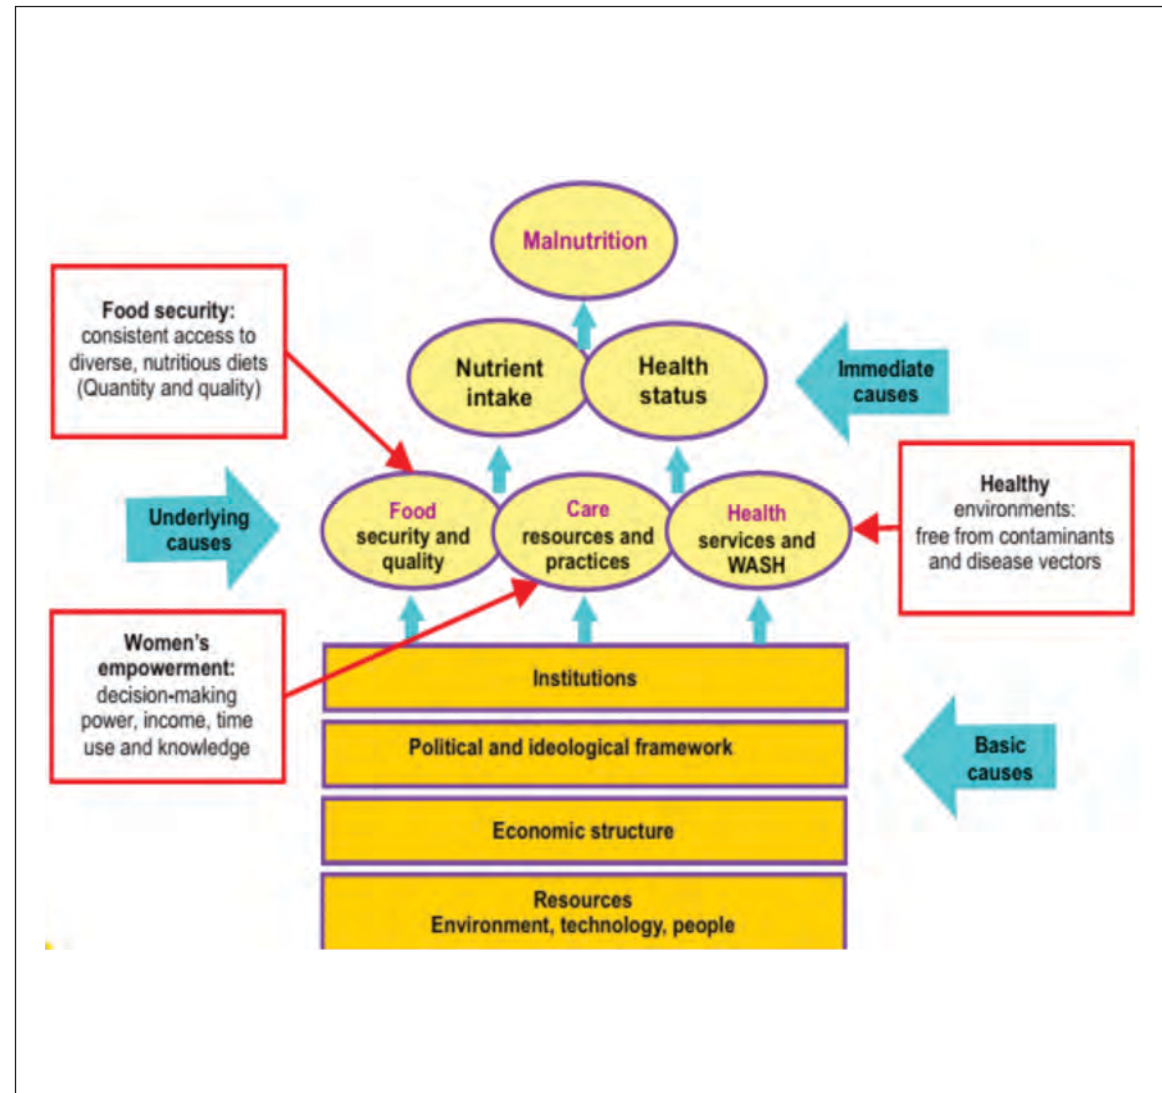 Malnutrition
Food security:
consistent access to
diverse, nutritious diets
(Quantity and quality)
Nutrient
intake
Health
status
Immediate
causes
Underlying
causes
Food
security and
quality
Care
resources and
practices
Health
services and
WASH
Healthy
environments:
free from contaminants
and disease vectors
Women's
empowerment:
decision-making
power, income, time
use and knowledge
Institutions
Political and ideological framework
Basic
causes
Economic structure
Resources
Environment, technology, people